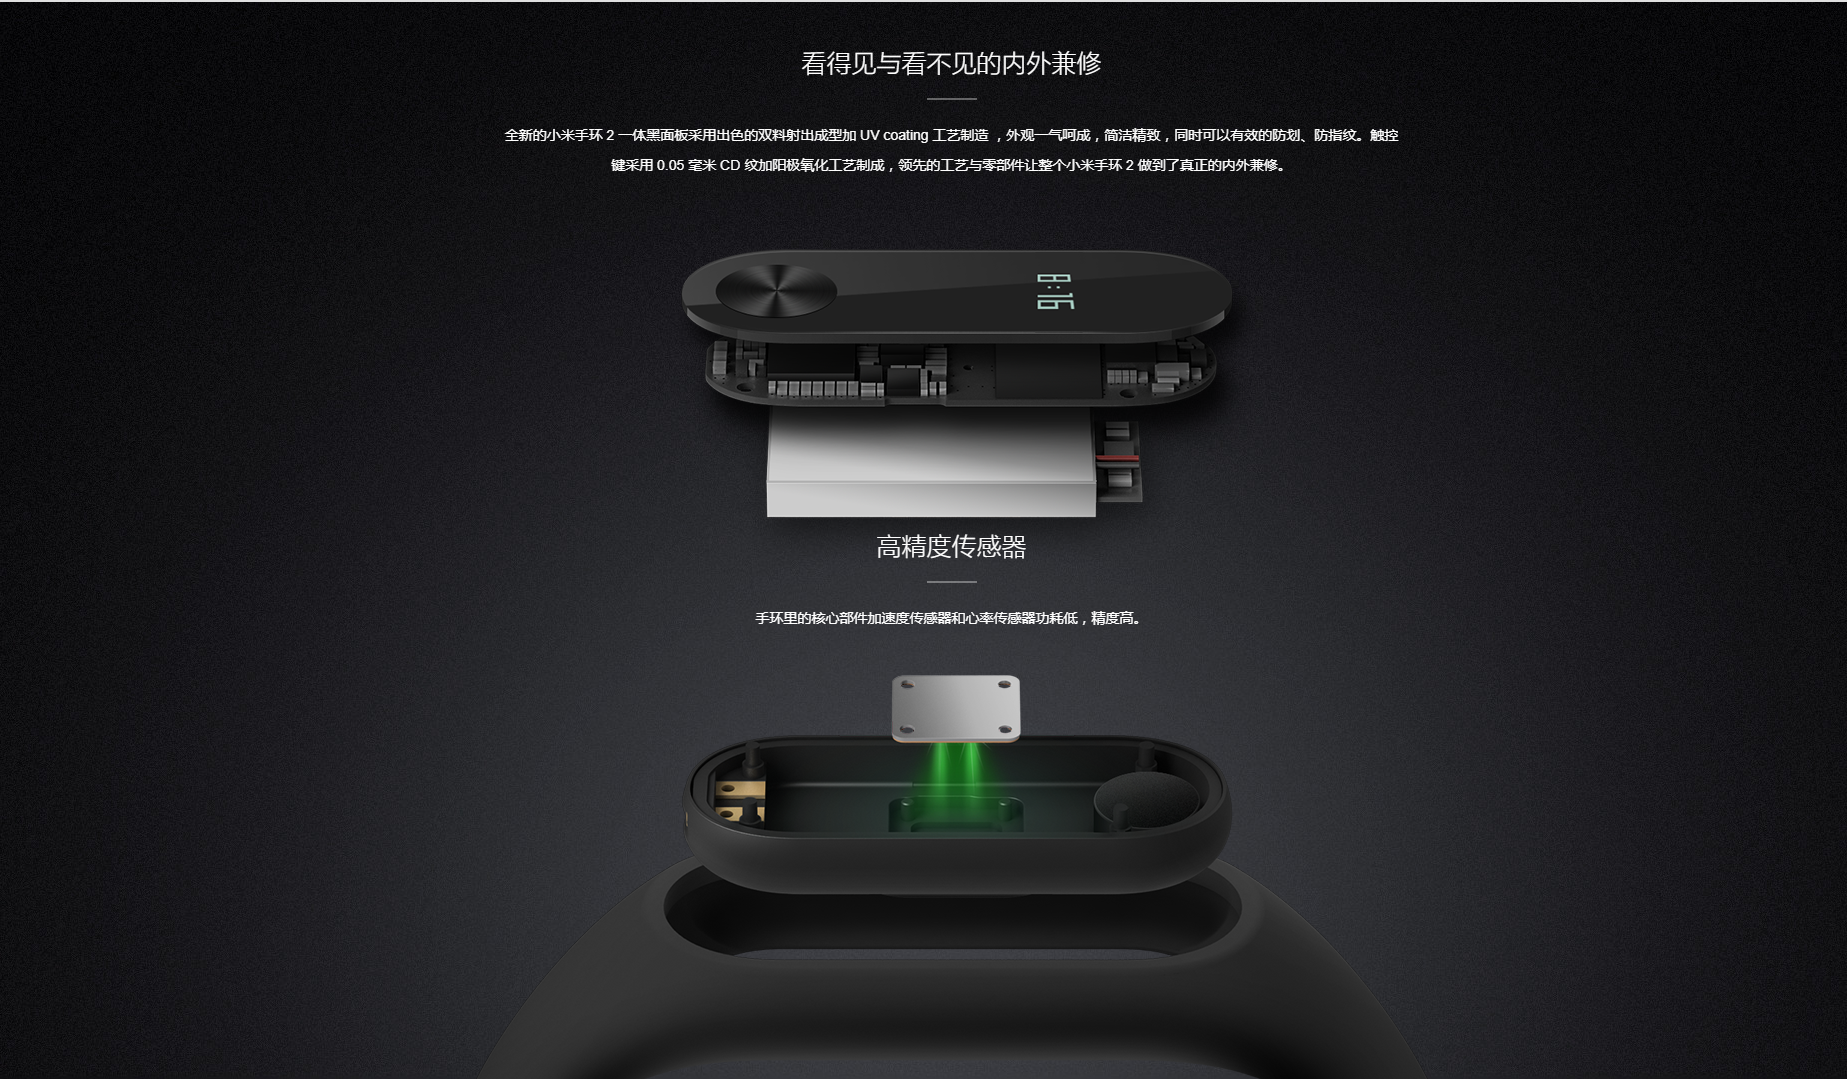 看得见与看不见的内外兼修
全新的小米手环 2 一体黑面板采用出色的双料射出成型加 UV coating 工艺制造 ，外观一气呵成，简洁精致，同时可以有效的防划、防指纹。触控
键采用 0.05 毫米 CD 纹加阳极氧化工艺制成，领先的工艺与零部件让整个小米手环 2 做到了真正的内外兼修。
8:16
高精度传感器
手环里的核心部件加速度传感器和心率传感器功耗低，精度高。